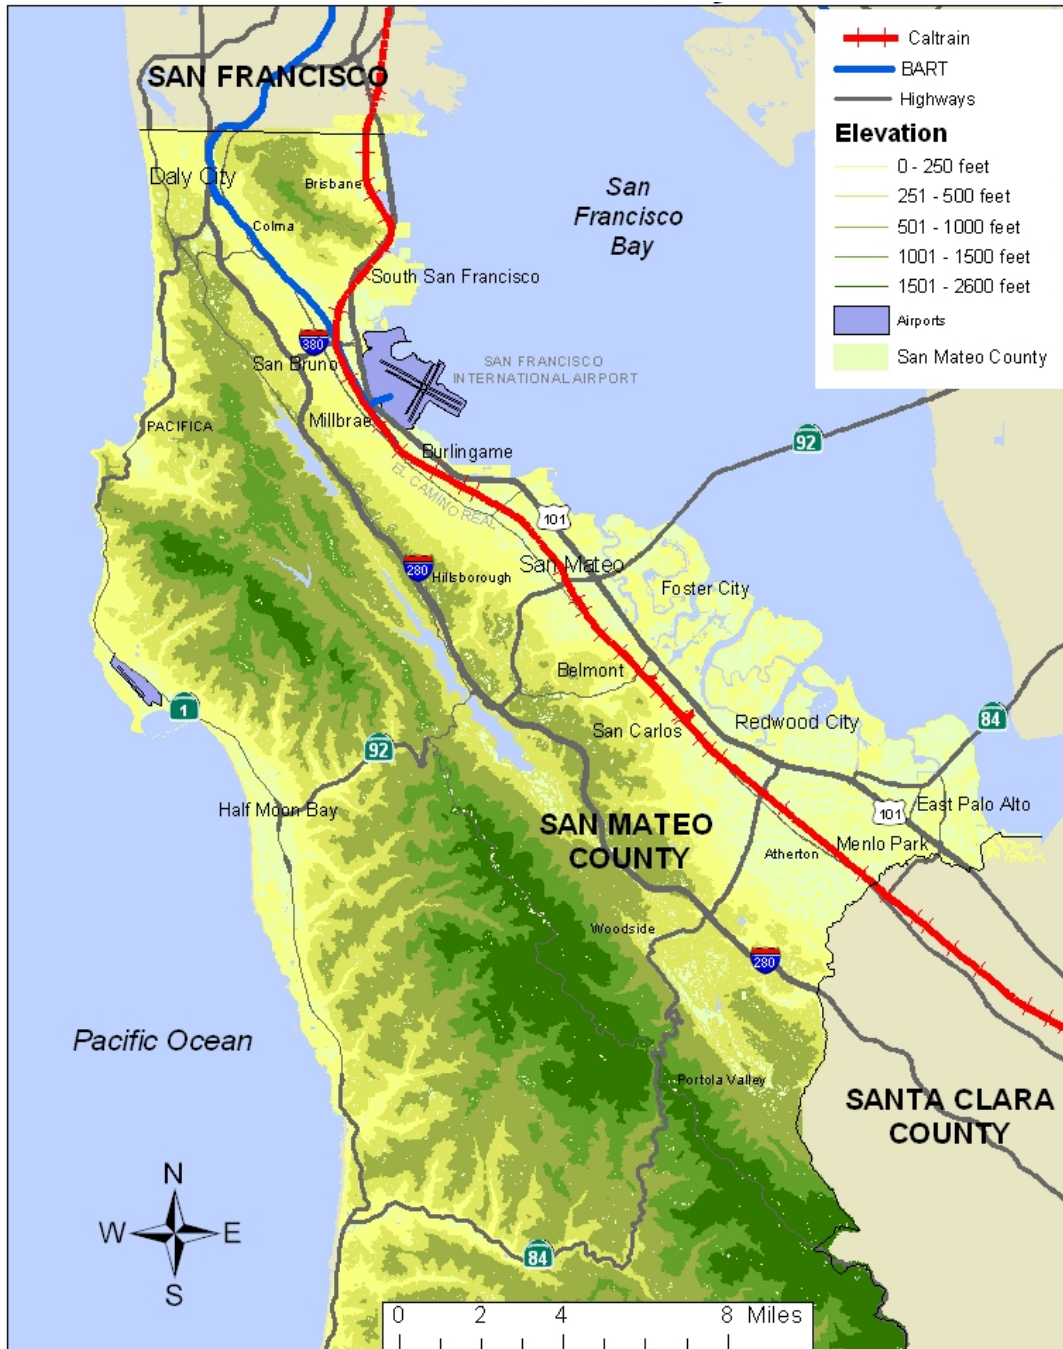 Caltrain
BART
Highways
Elevation
0 - 250 feet
251 - 500 feet
501 - 1000 feet
1001 - 1500 feet
1501 - 2600 feet
Airports
San Mateo County
SAN FRANCISCO
Daly City
Brisbane
Colma
San
Francisco
Bay
South San Francisco
380
San Bruno
SAN FRANCISCO
INTERNATIONAL AIRPORT
Millbrae
PACIFICA
Burlingame
92
EL CAMINO REAL
101
280
Hillsborough
San Mateo
Foster City
Belmont
1
San Carlos
Redwood City
84
92
Half Moon Bay
SAN MATEO
COUNTY
101
East Palo Alto
Menlo Park
Atherton
Woodside
280
Pacific Ocean
Portola Valley
SANTA CLARA
COUNTY
N
W
E
S
84
0 2 4 8 Miles